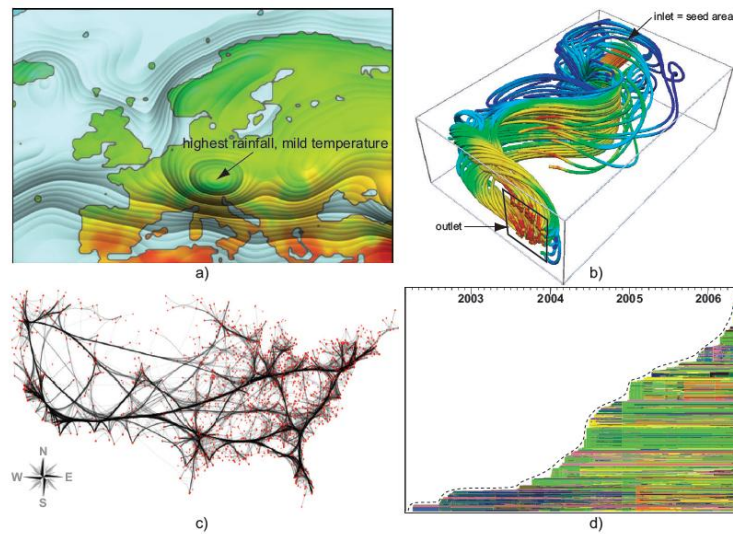 highest rainfall, mild temperature
a)
inlet = seed area
outlet
b)
N
W E
S
c)
2003 2004 2005 2006
d)